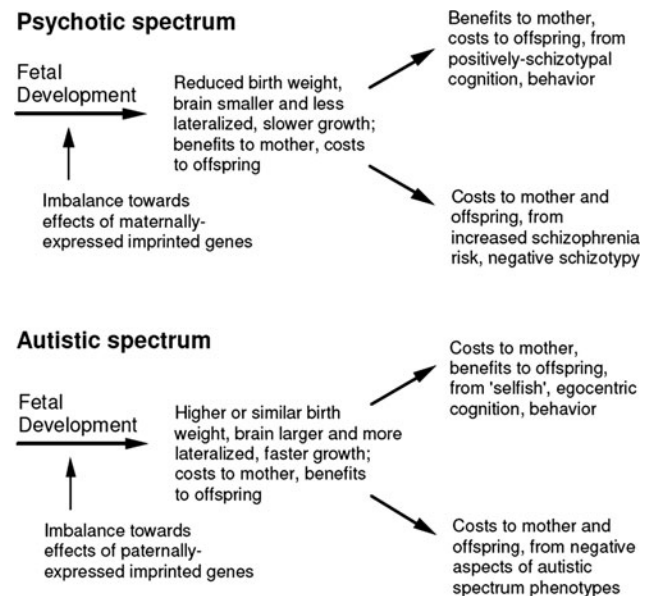 Psychotic spectrum
Fetal
Development
Imbalance towards
effects of maternally-
expressed imprinted genes
Reduced birth weight,
brain smaller and less
lateralized, slower growth;
benefits to mother, costs
to offspring
Benefits to mother,
costs to offspring, from
positively-schizotypal
cognition, behavior
Costs to mother and
offspring, from
increased schizophrenia
risk, negative schizotypy
Autistic spectrum
Fetal
Development
Imbalance towards
effects of paternally-
expressed imprinted genes
Higher or similar birth
weight, brain larger and more
lateralized, faster growth;
costs to mother, benefits
to offspring
Costs to mother,
benefits to offspring,
from 'selfish', egocentric
cognition, behavior
Costs to mother and
offspring, from negative
aspects of autistic
spectrum phenotypes